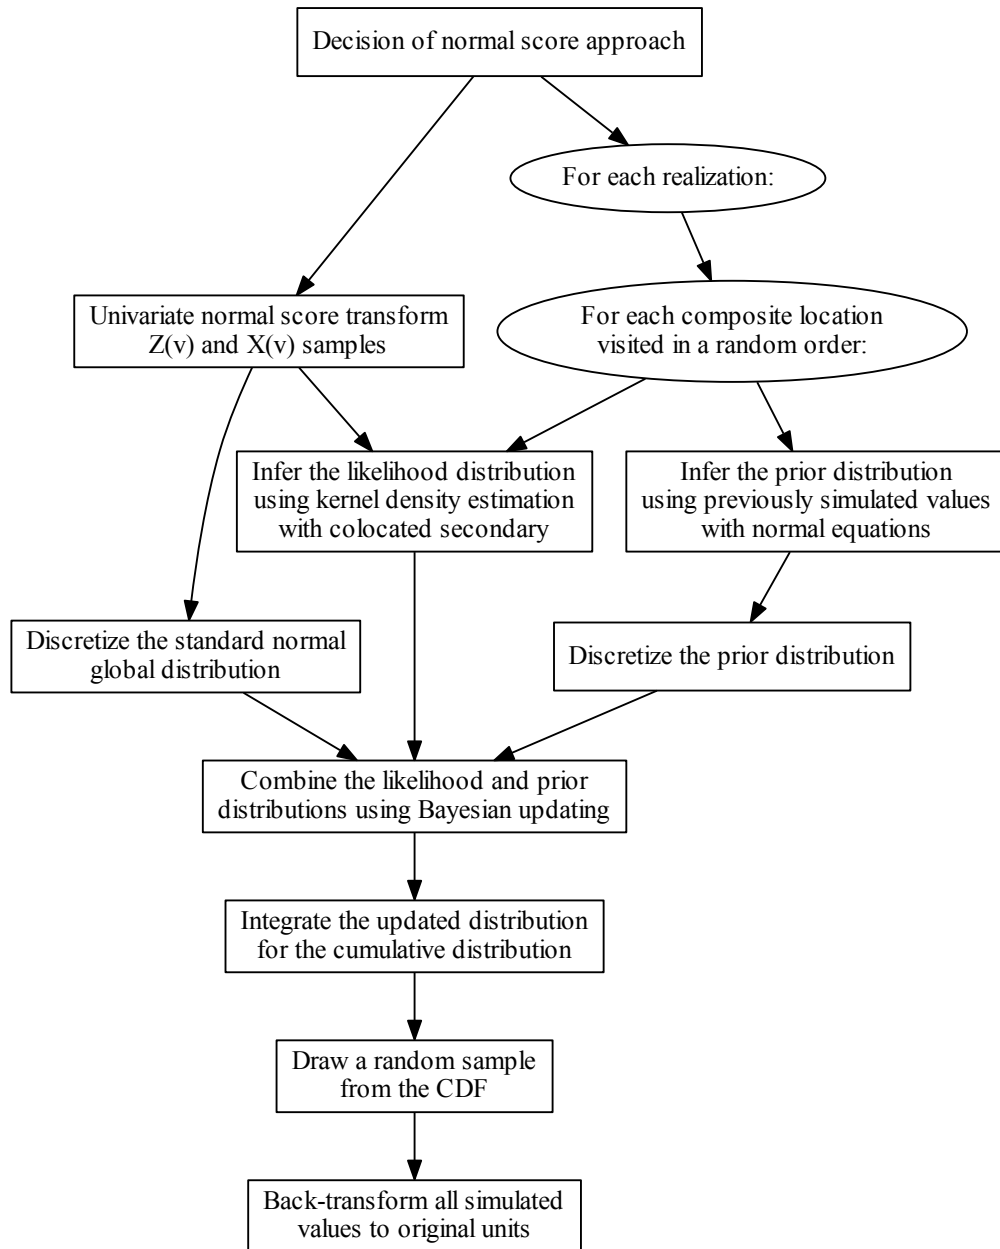 Decision of normal score approach
For each realization:
Univariate normal score transform
Z(v) and X(v) samples
For each composite location
visited in a random order:
Infer the likelihood distribution
using kernel density estimation
with colocated secondary
Infer the prior distribution
using previously simulated values
with normal equations
Discretize the standard normal
global distribution
Discretize the prior distribution
Combine the likelihood and prior
distributions using Bayesian updating
Integrate the updated distribution
for the cumulative distribution
Draw a random sample
from the CDF
Back-transform all simulated
values to original units